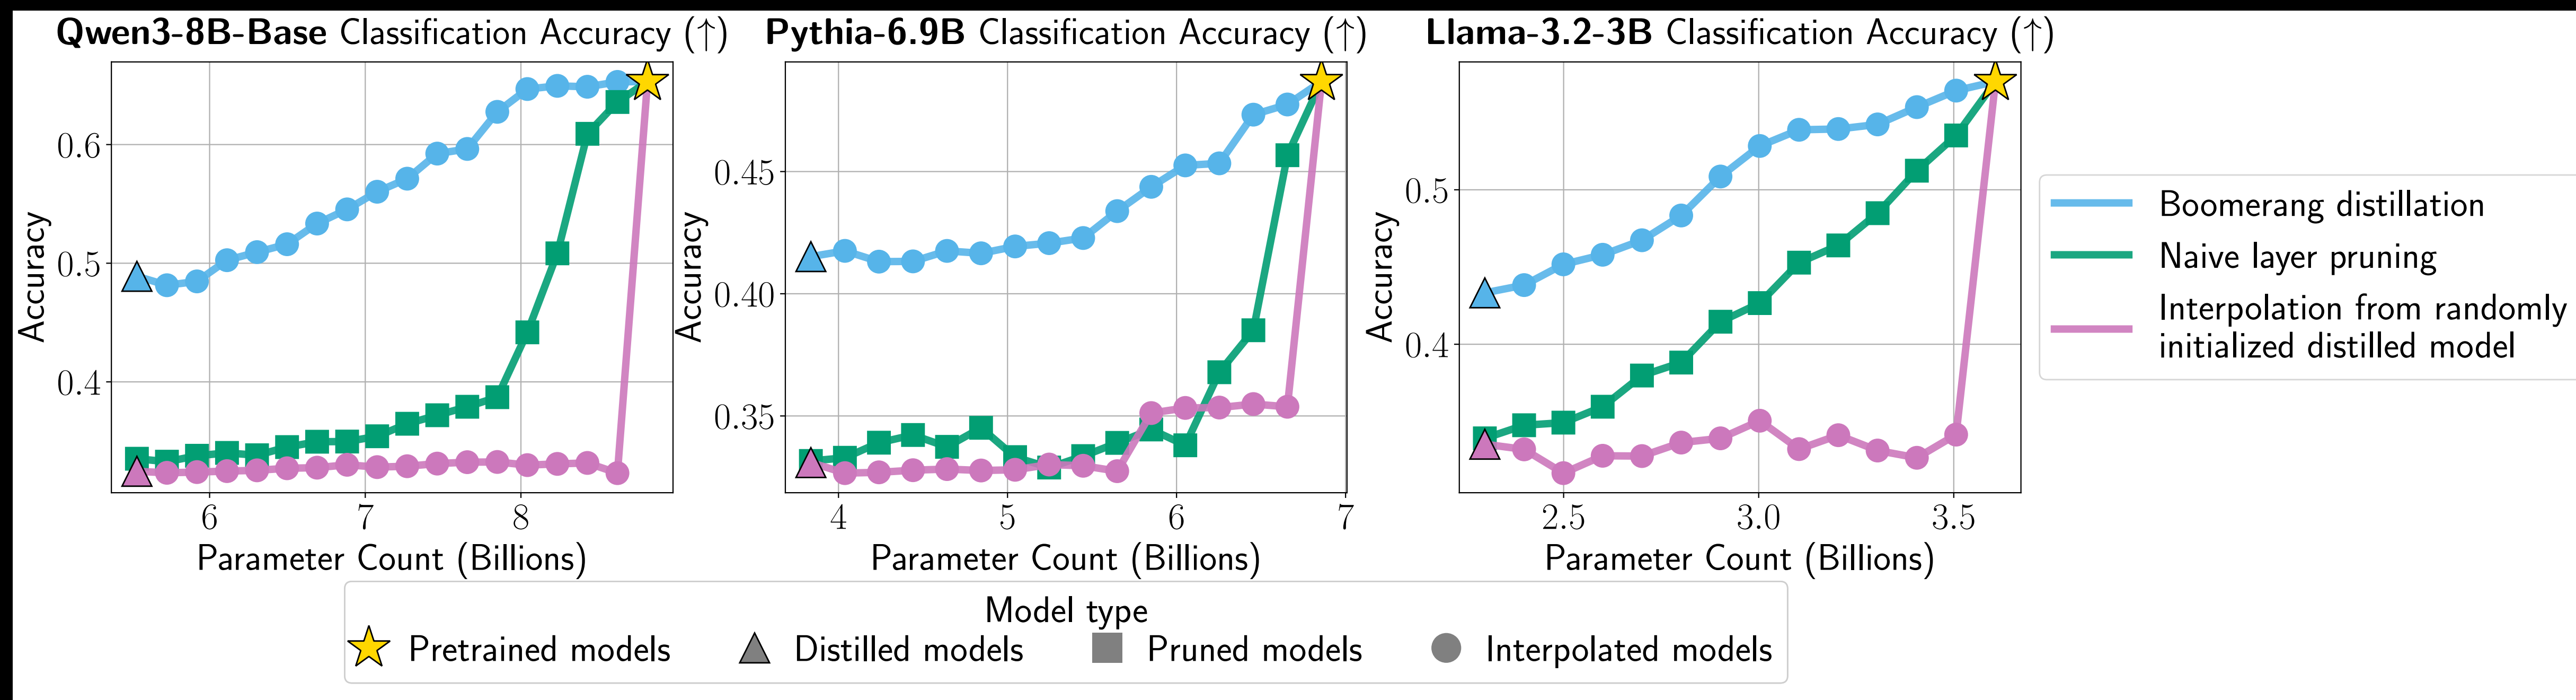 Qwen3-8B-Base Classification Accuracy (↑)
Pythia-6.9B Classification Accuracy (↑)
Llama-3.2-3B Classification Accuracy (↑)
Accuracy
0.6
0.5
0.4
6 7 8
Parameter Count (Billions)
Accuracy
0.45
0.40
0.35
4 5 6 7
Parameter Count (Billions)
Accuracy
0.5
0.4
2.5 3.0 3.5
Parameter Count (Billions)
Boomerang distillation
Naive layer pruning
Interpolation from randomly
initialized distilled model
Model type
Pretrained models Distilled models Pruned models Interpolated models